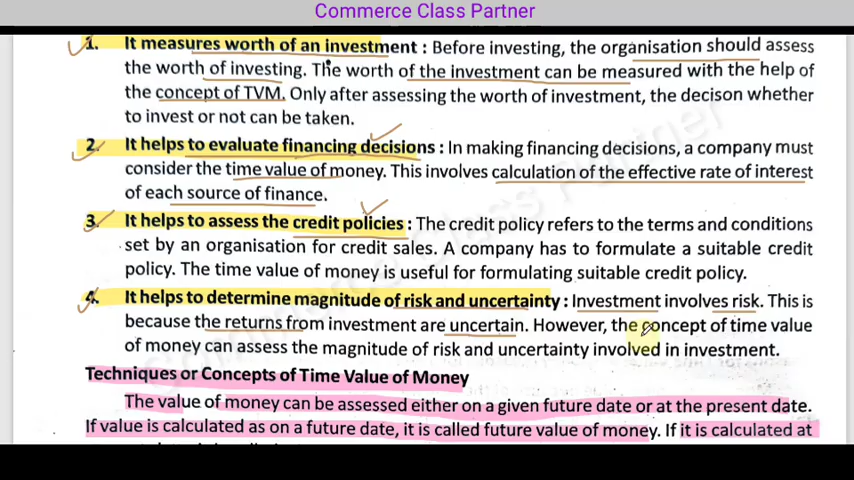 Commerce Class Partner
1. It measures worth of an investment : Before investing, the organisation should assess
the worth of investing. The worth of the investment can be measured with the help of
the concept of TVM. Only after assessing the worth of investment, the decison whether
to invest or not can be taken.
2. It helps to evaluate financing decisions : In making financing decisions, a company must
consider the time value of money. This involves calculation of the effective rate of interest
of each source of finance.
3. It helps to assess the credit policies : The credit policy refers to the terms and conditions
set by an organisation for credit sales. A company has to formulate a suitable credit
policy. The time value of money is useful for formulating suitable credit policy.
4. It helps to determine magnitude of risk and uncertainty : Investment involves risk. This is
because the returns from investment are uncertain. However, the concept of time value
of money can assess the magnitude of risk and uncertainty involved in investment.
Techniques or Concepts of Time Value of Money
The value of money can be assessed either on a given future date or at the present date.
If value is calculated as on a future date, it is called future value of money. If it is calculated at